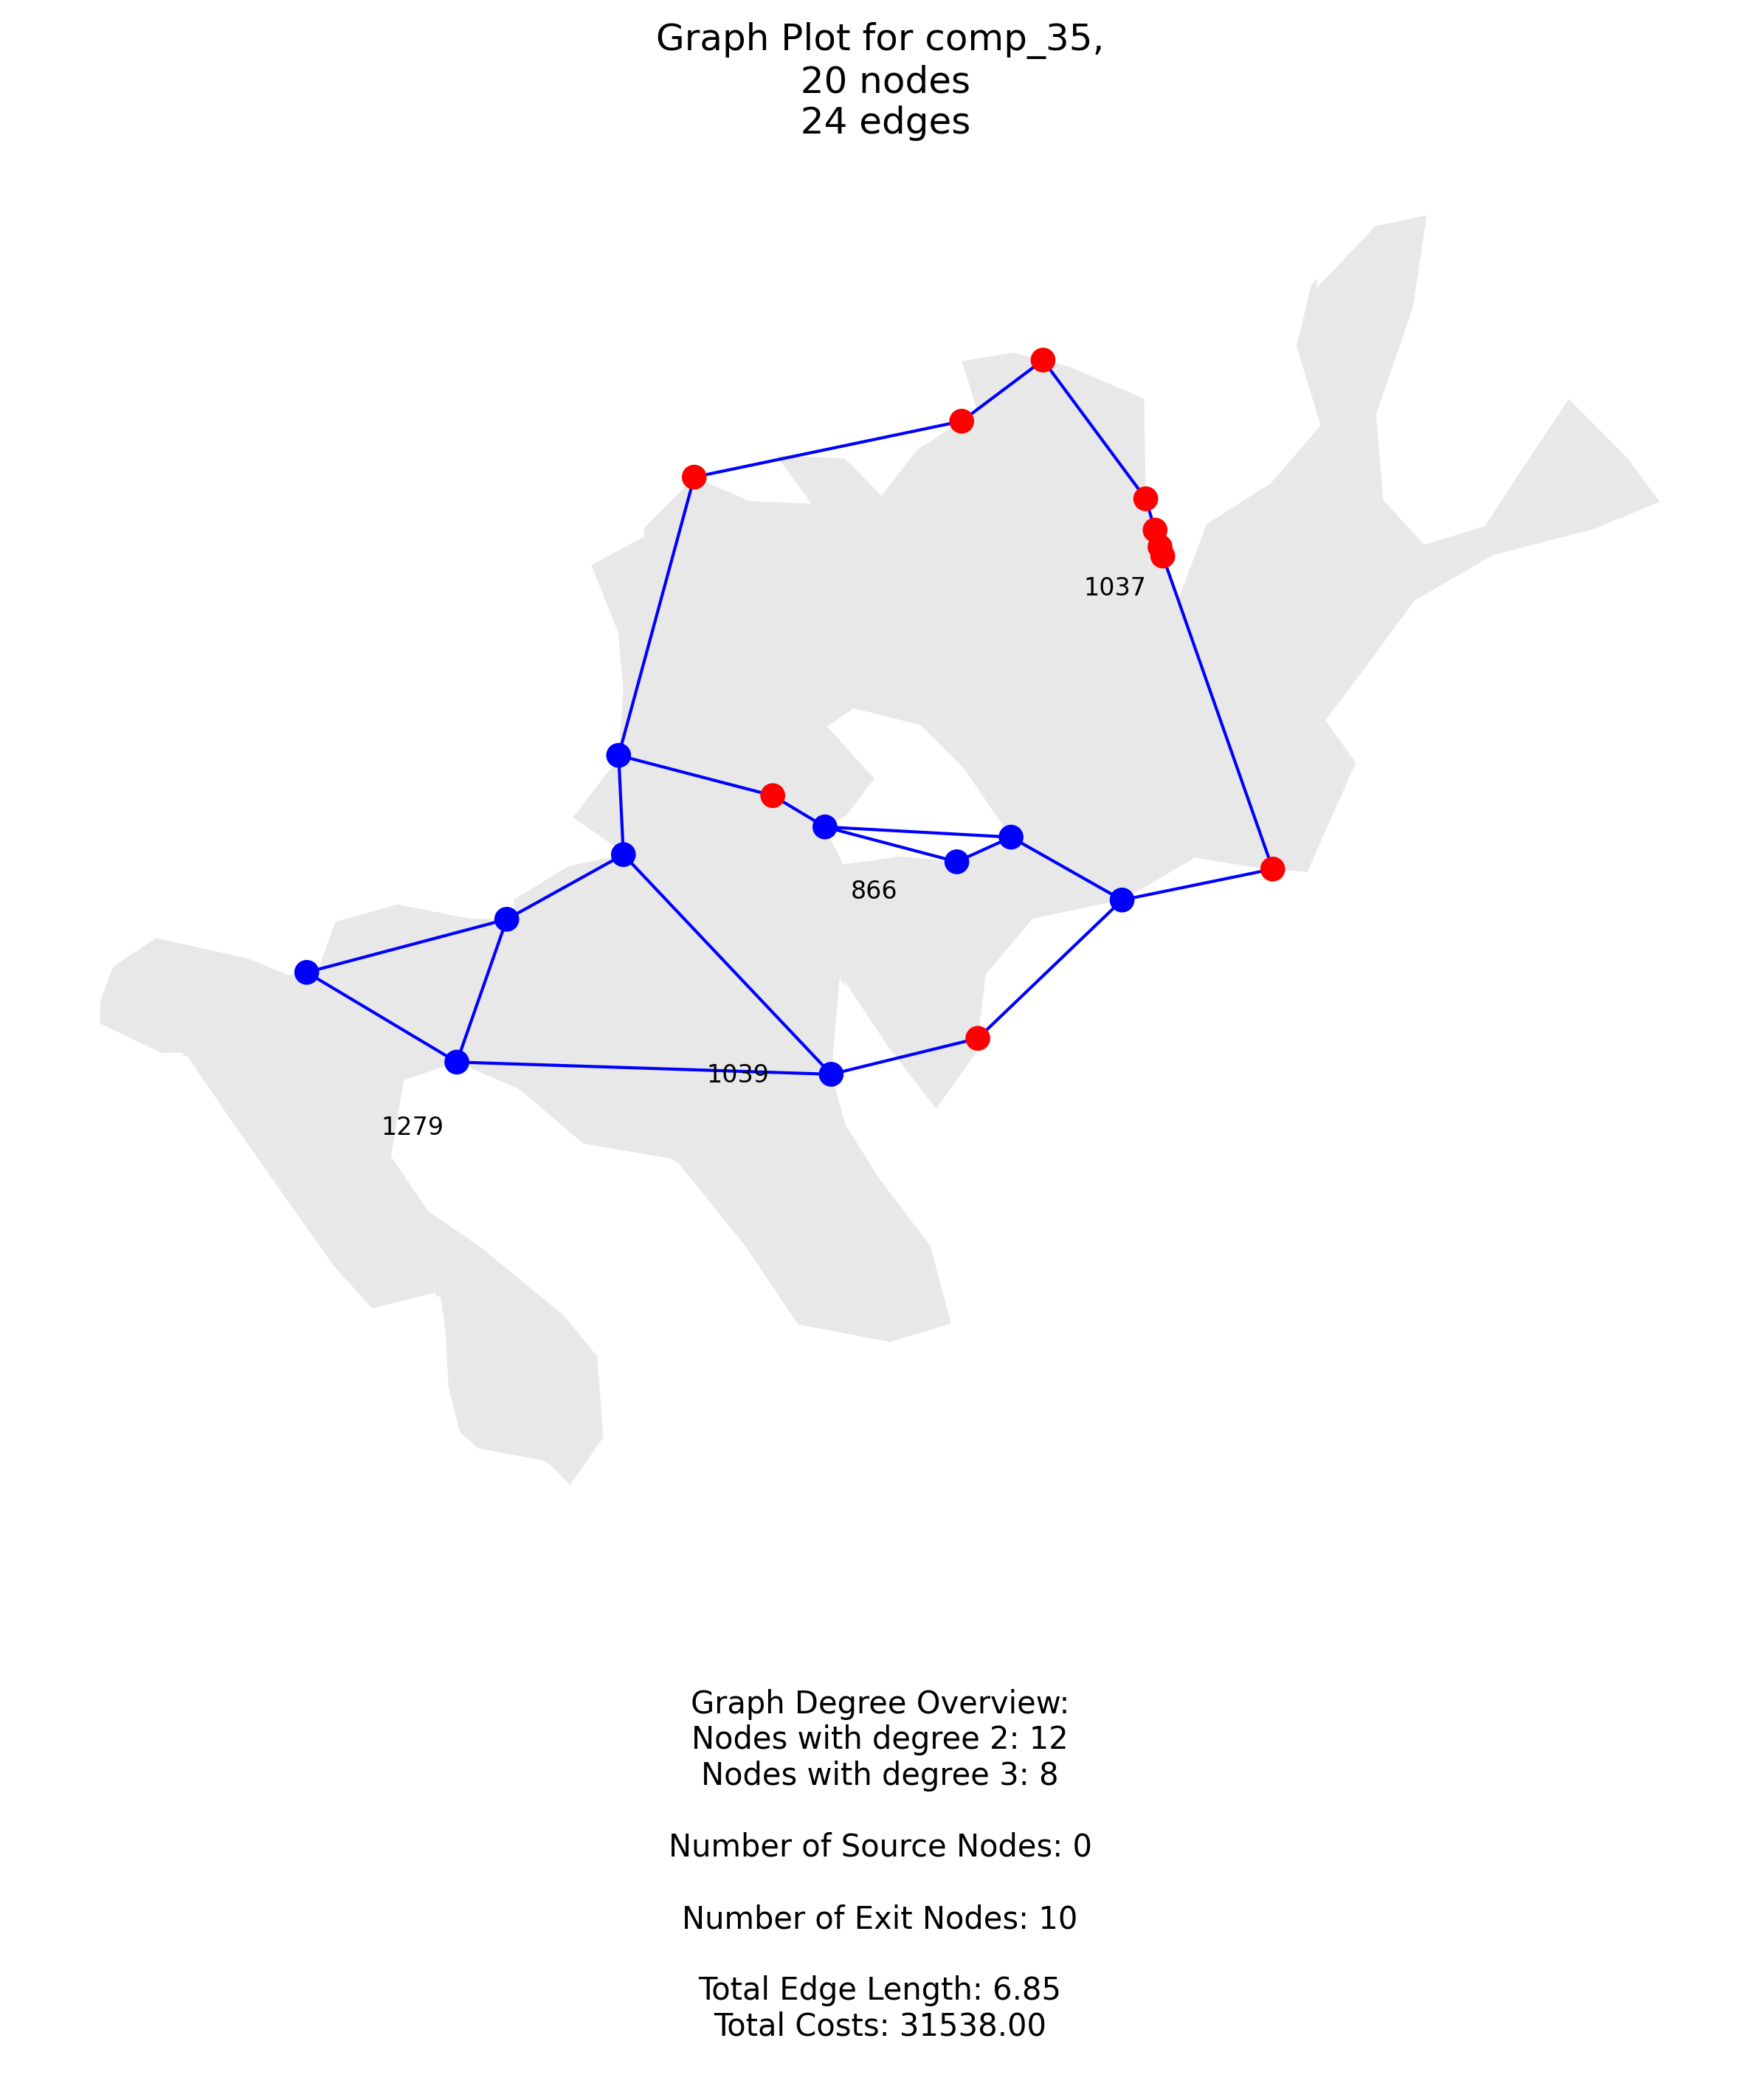 Graph Plot for comp_35,
20 nodes
24 edges
1037
866
1039
1279
Graph Degree Overview:
Nodes with degree 2: 12
Nodes with degree 3: 8
Number of Source Nodes: 0
Number of Exit Nodes: 10
Total Edge Length: 6.85
Total Costs: 31538.00